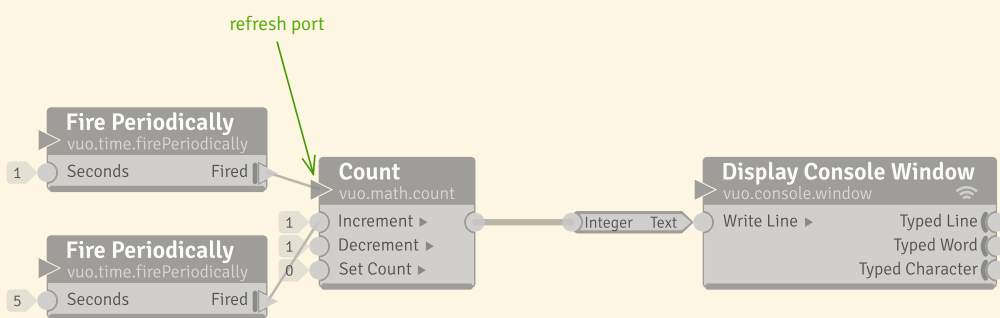 refresh port
Fire Periodically
vuo.time.firePeriodically
1 Seconds Fired
Count
vuo.math.count
1 Increment
1 Decrement
0 Set Count
Integer Text
Display Console Window
vuo.console.window
Write Line Typed Line
Typed Word
Typed Character
Fire Periodically
vuo.time.firePeriodically
5 Seconds Fired